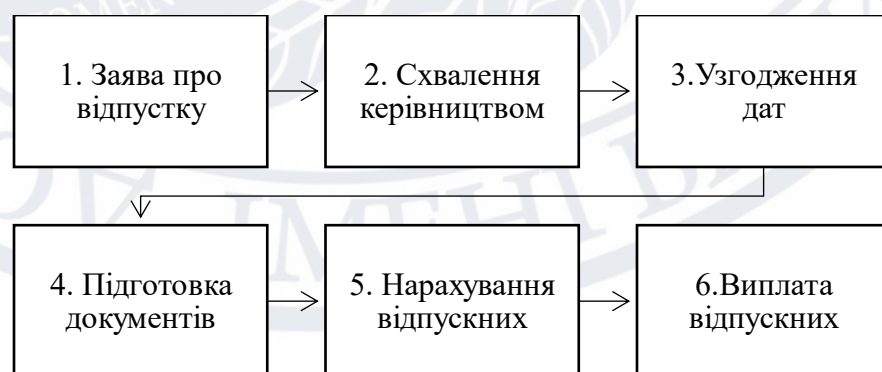 1. Заява про
відпустку
2. Схвалення
керівництвом
3.Узгодження
дат
4. Підготовка
документів
5. Нарахування
відпускних
6.Виплата
відпускних
ІМЕНІ